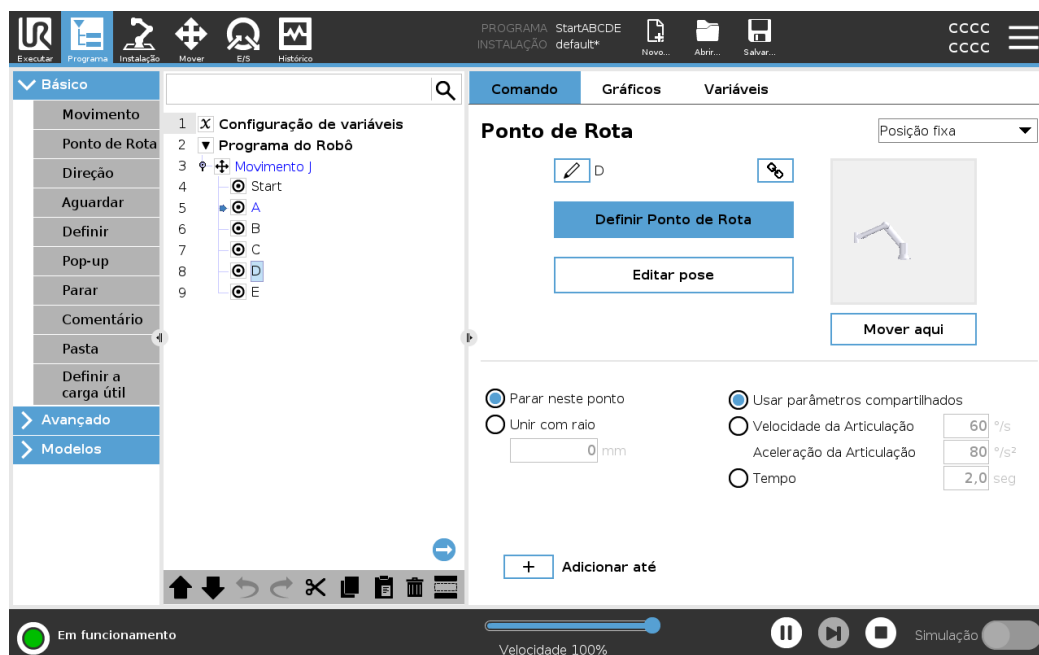 UR
PROGRAMA StartABCDE
INSTALAÇÃO default*
Executar Programa Instalação Mover E/S Histórico
Novo... Abrir... Salvar...
CCCC
CCCC
Básico
Movimento
Ponto de Rota
Direção
Aguardar
Definir
Pop-up
Parar
Comentário
Pasta
Definir a
carga útil
Avançado
Modelos
1 X Configuração de variáveis
2 Programa do Robô
3 Movimento J
4 Start
5 A
6 B
7 C
8 D
9 E
Comando Gráficos Variáveis
Ponto de Rota
Posição fixa
D
Definir Ponto de Rota
Editar pose
Mover aqui
Parar neste ponto
Unir com raio
0 mm
Usar parâmetros compartilhados
Velocidade da Articulação 60 °/s
Aceleração da Articulação 80 °/s²
Tempo 2,0 seg
+ Adicionar até
Em funcionamento
Velocidade 100%
Simulação